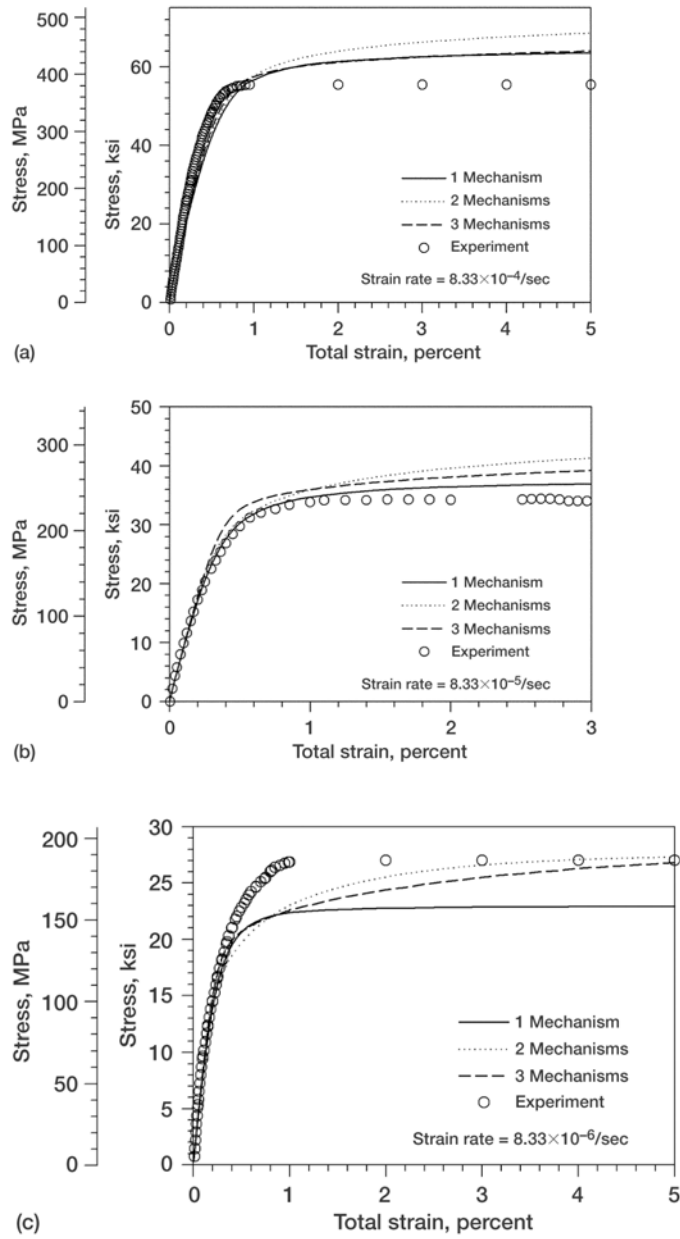 Stress, MPa
500
400
300
200
100
0
Stress, ksi
60
40
20
0
1 Mechanism
2 Mechanisms
3 Mechanisms
Experiment
Strain rate = 8.33×10⁻⁴/sec
0 1 2 3 4 5
(a)
Total strain, percent
Stress, MPa
300
200
100
0
Stress, ksi
50
40
30
20
10
0
1 Mechanism
2 Mechanisms
3 Mechanisms
Experiment
Strain rate = 8.33×10⁻⁵/sec
0 1 2 3
(b)
Total strain, percent
Stress, MPa
200
150
100
50
0
Stress, ksi
30
25
20
15
10
5
0
1 Mechanism
2 Mechanisms
3 Mechanisms
Experiment
Strain rate = 8.33×10⁻⁶/sec
0 1 2 3 4 5
(c)
Total strain, percent